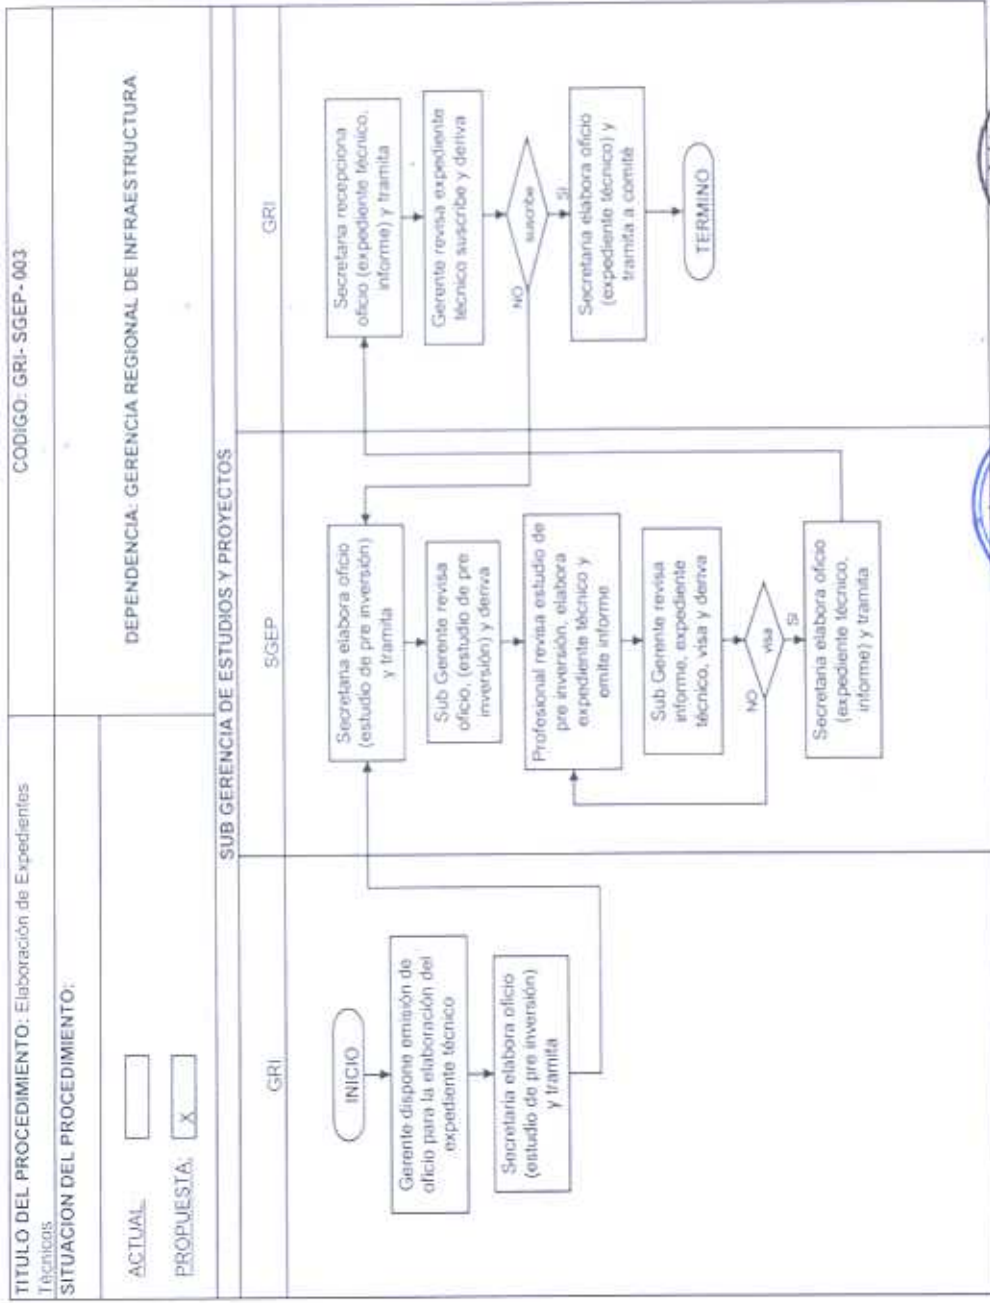 TITULO DEL PROCEDIMIENTO: Elaboración de Expedientes
Técnicos
CODIGO: GRI- SGEP- 003
SITUACION DEL PROCEDIMIENTO:
ACTUAL
PROPUESTA: X
DEPENDENCIA: GERENCIA REGIONAL DE INFRAESTRUCTURA
SUB GERENCIA DE ESTUDIOS Y PROYECTOS
GRI
SGEP
GRI
INICIO
Gerente dispone emisión de
oficio para la elaboración del
expediente técnico
Secretaria elabora oficio
(estudio de pre inversión)
y tramita
Secretaria elabora oficio
(estudio de pre inversión)
y tramita
Sub Gerente revisa
oficio, (estudio de pre
inversión) y deriva
Profesional revisa estudio de
pre inversión, elabora
expediente técnico y
emite informe
Sub Gerente revisa
informe, expediente
técnico, visa y deriva
visa
NO
SI
Secretaria elabora oficio
(expediente técnico,
informe) y tramita
Secretaria recepciona
oficio (expediente técnico,
informe) y tramita
Gerente revisa expediente
técnico suscribe y deriva
suscribe
NO
SI
Secretaria elabora oficio
(expediente técnico) y
tramita a comité
TERMINO